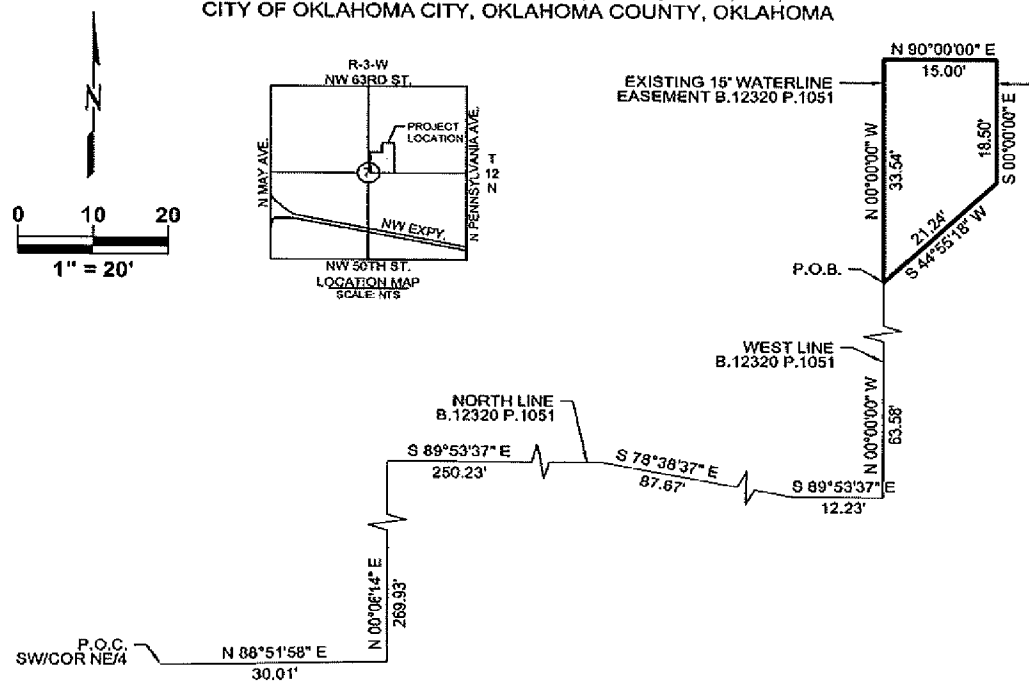 CITY OF OKLAHOMA CITY, OKLAHOMA COUNTY, OKLAHOMA
N
0 10 20
1" = 20'
R-3-W
NW 63RD ST.
PROJECT
LOCATION
N MAY AVE.
N PENNSYLVANIA AVE.
T
12
N
NW EXPY.
NW 50TH ST.
LOCATION MAP
SCALE: NTS
N 90°00'00" E
15.00'
EXISTING 15' WATERLINE
EASEMENT B.12320 P.1051
N 00°00'00" W
33.54'
18.50'
S 00°00'00" E
21.24'
S 44°55'18" W
P.O.B.
WEST LINE
B.12320 P.1051
N 00°00'00" W
63.58'
NORTH LINE
B.12320 P.1051
S 89°53'37" E
250.23'
S 78°38'37" E
87.67'
S 89°53'37" E
12.23'
N 00°06'14" E
269.93'
P.O.C.
SW/COR NE/4
N 88°51'58" E
30.01'